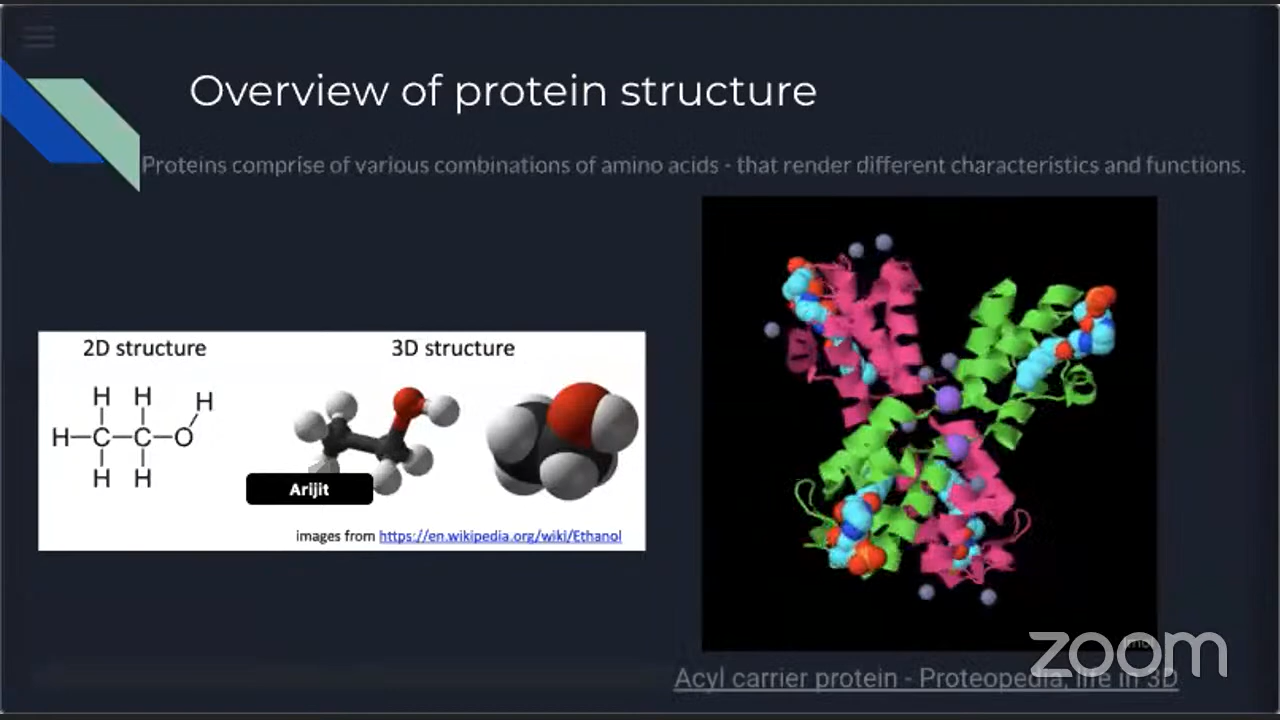 Overview of protein structure
Proteins comprise of various combinations of amino acids - that render different characteristics and functions.
2D structure
3D structure
H H H
H C C O
H H
Arijit
images from https://en.wikipedia.org/wiki/Ethanol
Jmol
zoom
Acyl carrier protein - Proteopedia, life in 3D